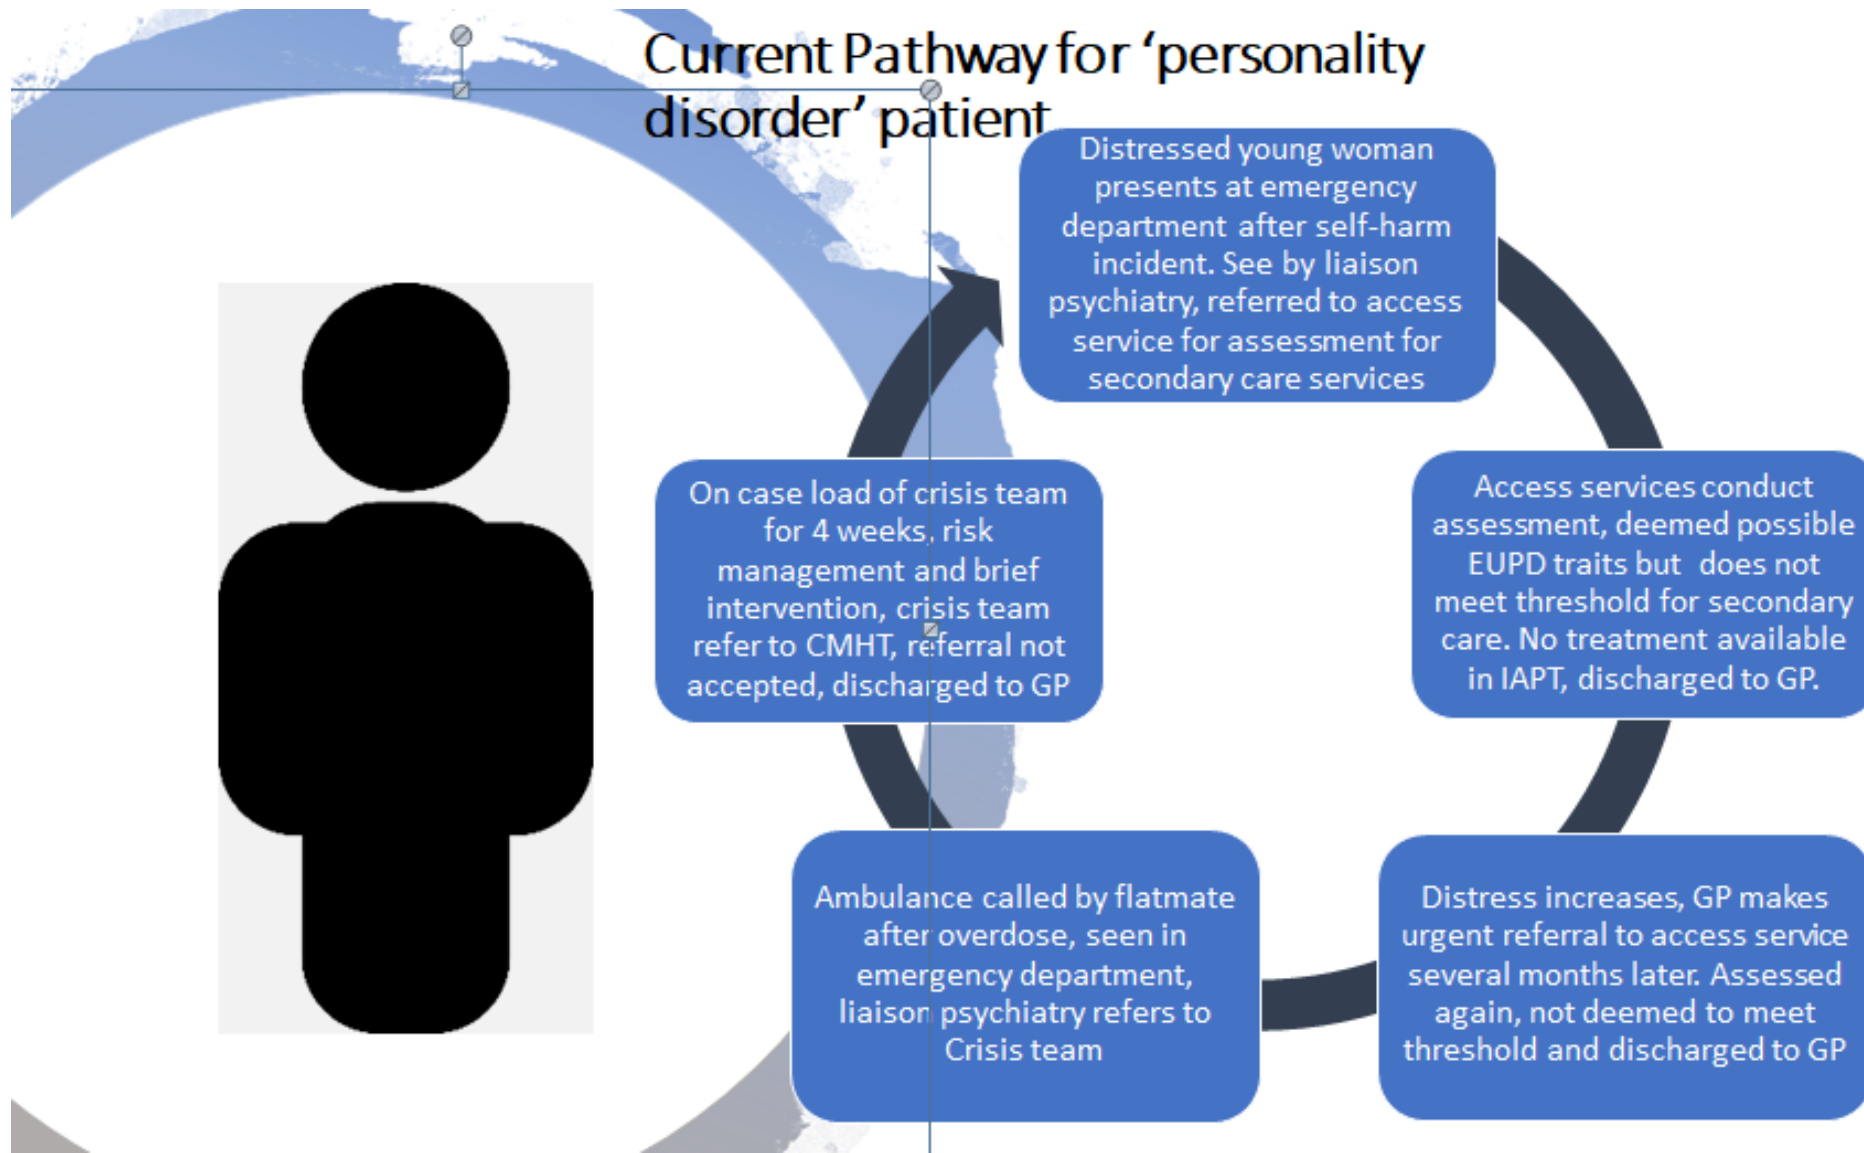 Current Pathway for ‘personality
disorder’ patient
Distressed young woman
presents at emergency
department after self-harm
incident. See by liaison
psychiatry, referred to access
service for assessment for
secondary care services
Access services conduct
assessment, deemed possible
EUPD traits but does not
meet threshold for secondary
care. No treatment available
in IAPT, discharged to GP.
Distress increases, GP makes
urgent referral to access service
several months later. Assessed
again, not deemed to meet
threshold and discharged to GP
Ambulance called by flatmate
after overdose, seen in
emergency department,
liaison psychiatry refers to
Crisis team
On case load of crisis team
for 4 weeks, risk
management and brief
intervention, crisis team
refer to CMHT, referral not
accepted, discharged to GP